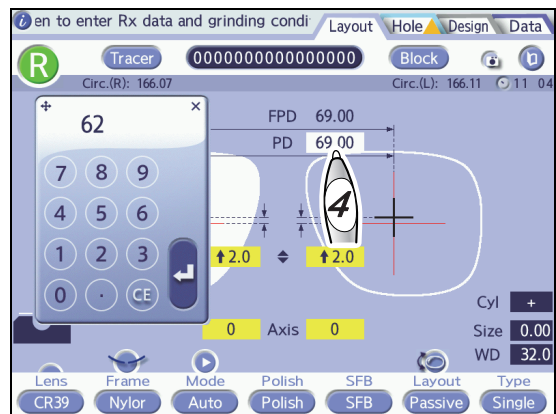 en to enter Rx data and grinding condi
Layout Hole Design Data
R Tracer 0000000000000000 Block
Circ.(R): 166.07 Circ.(L): 166.11 11 04
62
FPD 69.00
PD 69.00
7 8 9
4 5 6
1 2 3
0 . CE
4
2.0 2.0
0 Axis 0
Cyl +
Size 0.00
WD 32.0
Lens Frame Mode Polish SFB Layout Type
CR39 Nylor Auto Polish SFB Passive Single